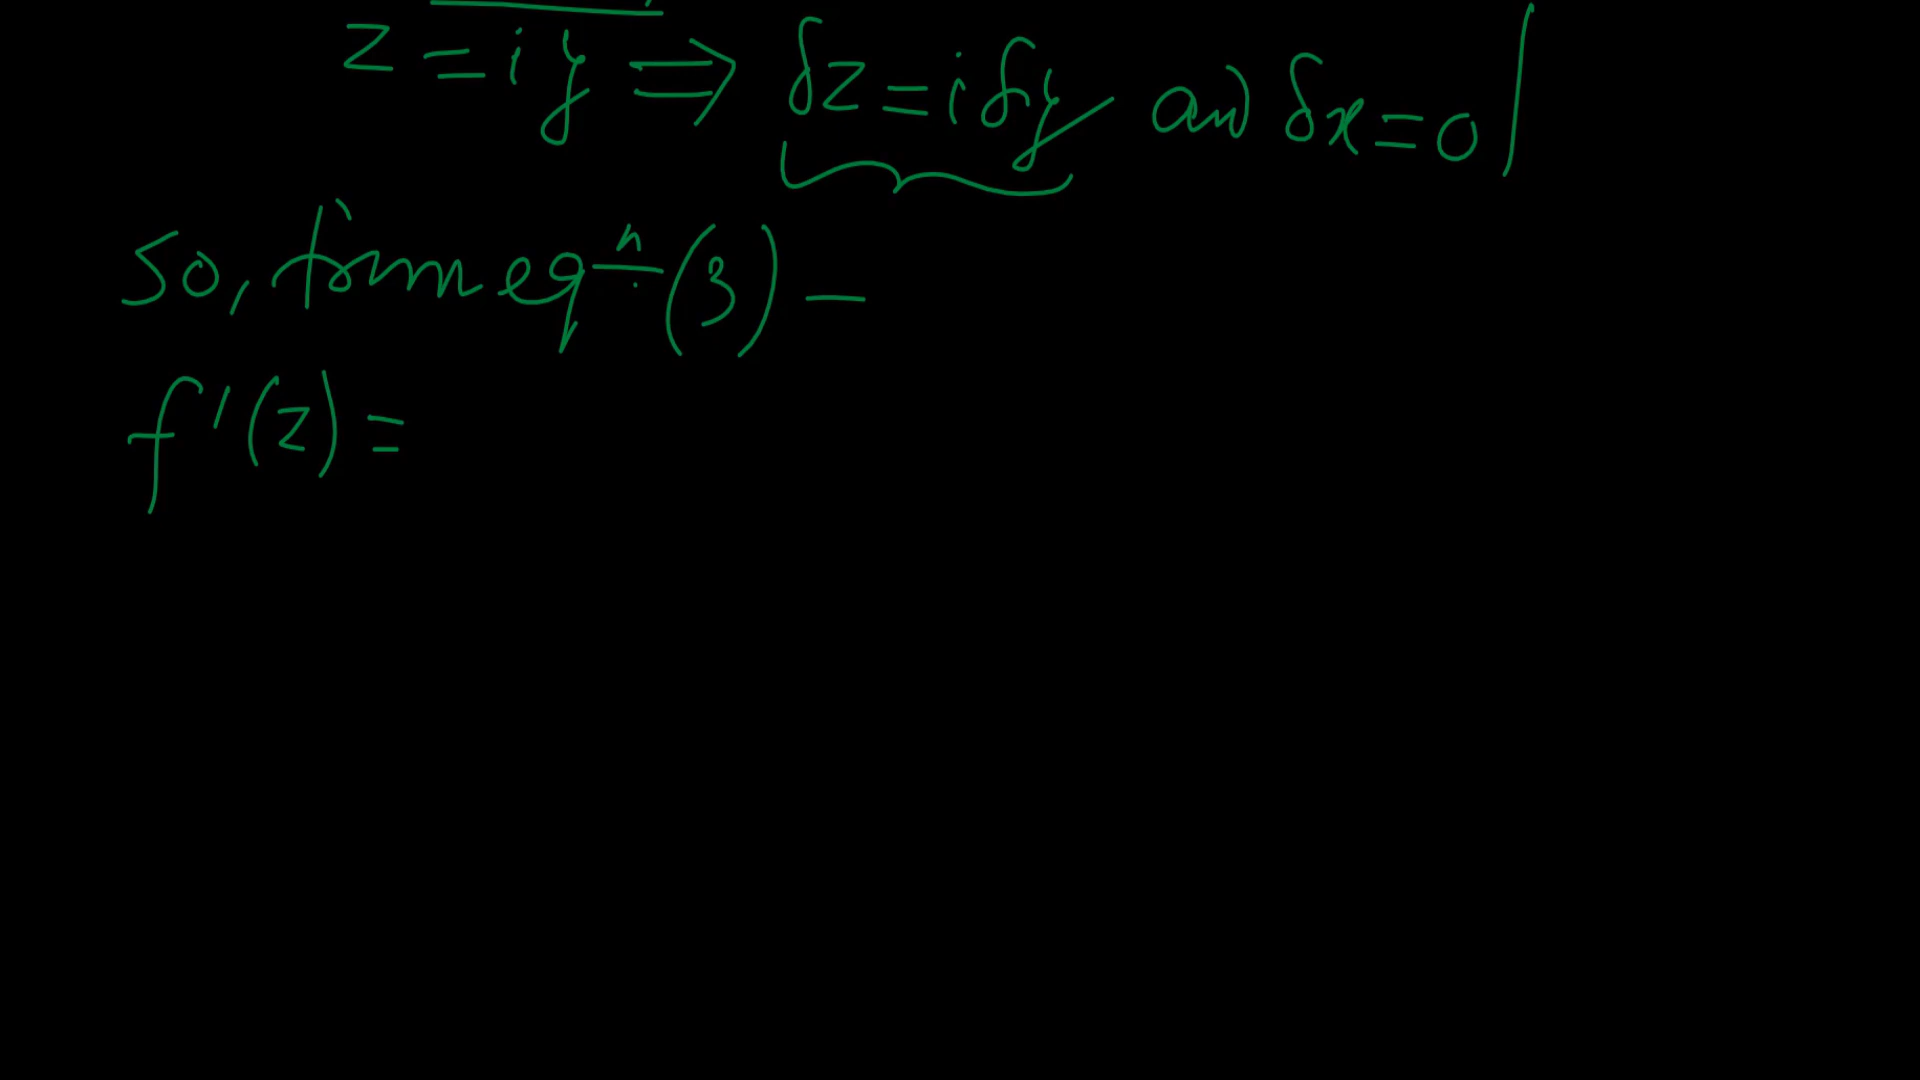 z = iy ⇒ δz = iδy and δx = 0
So, from eqⁿ (3) —
f'(z) =